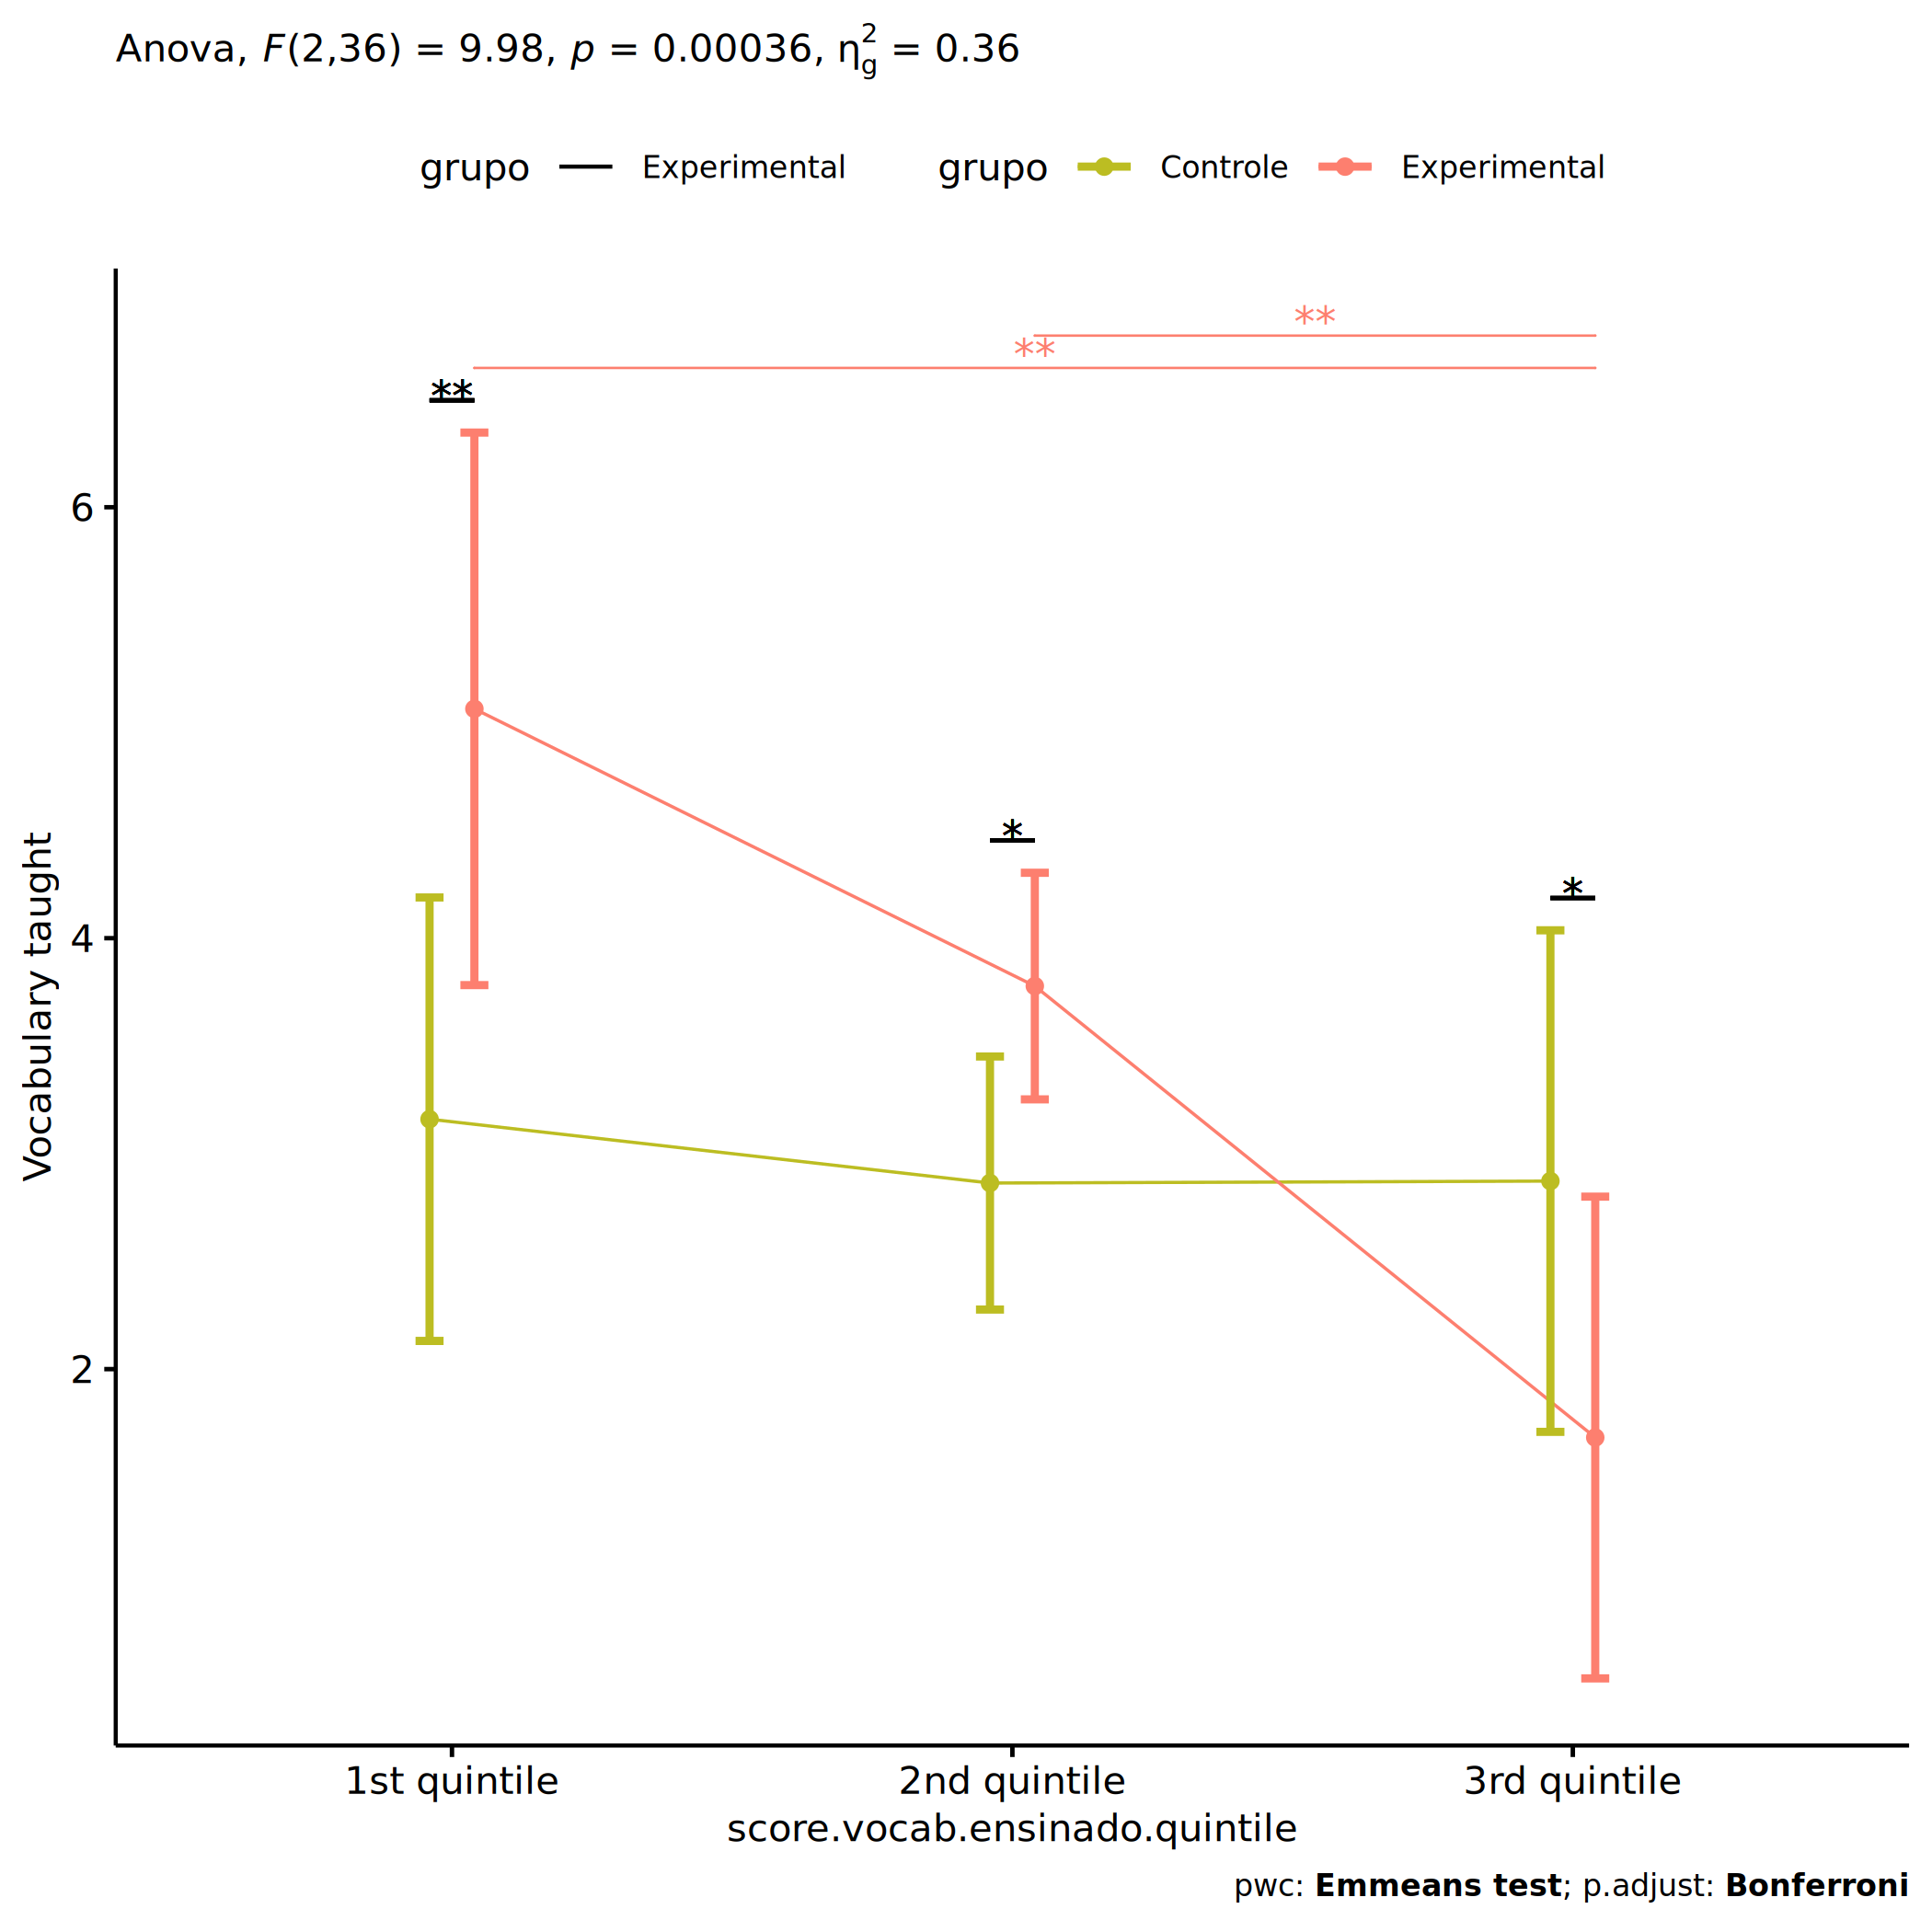 Anova, F(2,36) = 9.98, p = 0.00036, η²g = 0.36
grupo Experimental grupo Controle Experimental
**
**
**
6
*
*
4
Vocabulary taught
2
1st quintile 2nd quintile 3rd quintile
score.vocab.ensinado.quintile
pwc: Emmeans test; p.adjust: Bonferroni